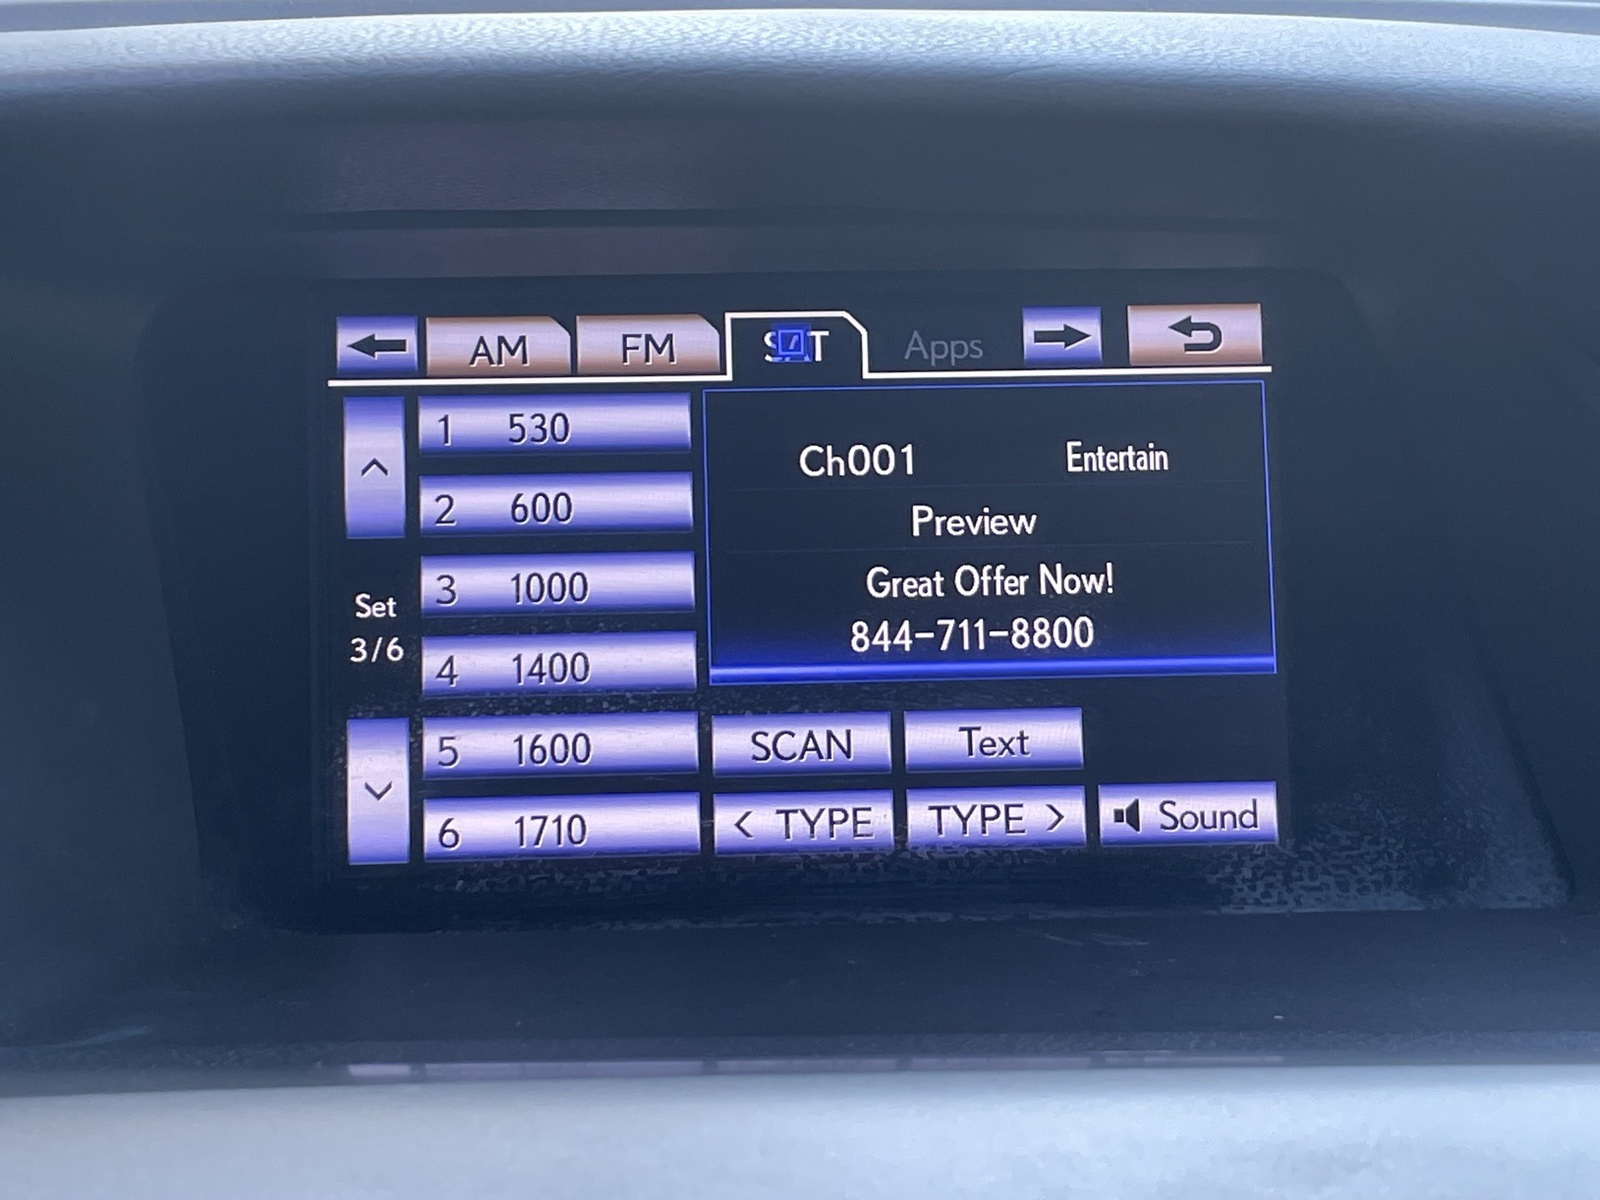 AM
FM
SAT
Apps
1 530
2 600
3 1000
4 1400
5 1600
6 1710
Set
3/6
Ch001 Entertain
Preview
Great Offer Now!
844-711-8800
SCAN
Text
< TYPE
TYPE >
Sound